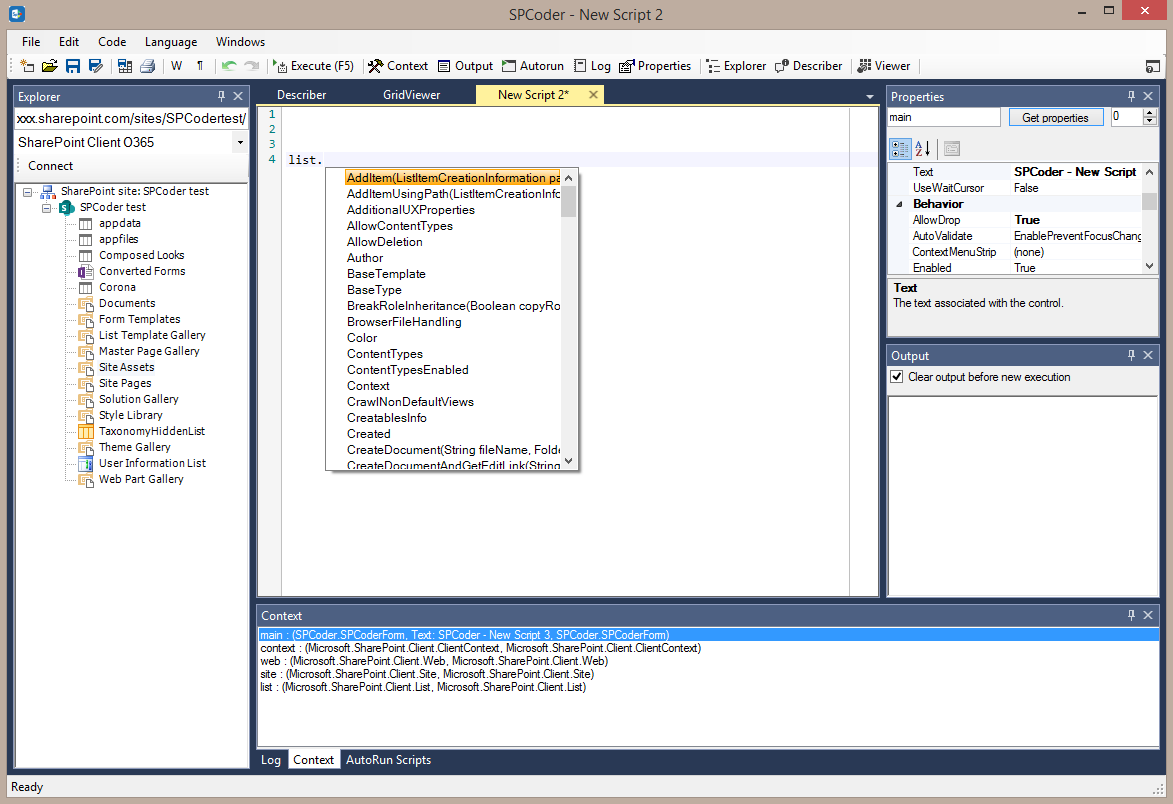 SPCoder - New Script 2
File Edit Code Language Windows
W ¶ Execute (F5) Context Output Autorun Log Properties Explorer Describer Viewer
Explorer
xxx.sharepoint.com/sites/SPCodertest/
SharePoint Client O365
Connect
SharePoint site: SPCoder test
SPCoder test
appdata
appfiles
Composed Looks
Converted Forms
Corona
Documents
Form Templates
List Template Gallery
Master Page Gallery
Site Assets
Site Pages
Solution Gallery
Style Library
TaxonomyHiddenList
Theme Gallery
User Information List
Web Part Gallery
Describer GridViewer New Script 2*
1
2
3
4 list.
AddItem(ListItemCreationInformation pa
AddItemUsingPath(ListItemCreationInfo
AdditionalUXProperties
AllowContentTypes
AllowDeletion
Author
BaseTemplate
BaseType
BreakRoleInheritance(Boolean copyRo
BrowserFileHandling
Color
ContentTypes
ContentTypesEnabled
Context
CrawlNonDefaultViews
CreatablesInfo
Created
CreateDocument(String fileName, Folde
CreateDocumentAndGetEditLink(String
Properties
main Get properties 0
Text SPCoder - New Script
UseWaitCursor False
Behavior
AllowDrop True
AutoValidate EnablePreventFocusChang
ContextMenuStrip (none)
Enabled True
Text
The text associated with the control.
Output
Clear output before new execution
Context
main : (SPCoder.SPCoderForm, Text: SPCoder - New Script 3, SPCoder.SPCoderForm)
context : (Microsoft.SharePoint.Client.ClientContext, Microsoft.SharePoint.Client.ClientContext)
web : (Microsoft.SharePoint.Client.Web, Microsoft.SharePoint.Client.Web)
site : (Microsoft.SharePoint.Client.Site, Microsoft.SharePoint.Client.Site)
list : (Microsoft.SharePoint.Client.List, Microsoft.SharePoint.Client.List)
Log Context AutoRun Scripts
Ready